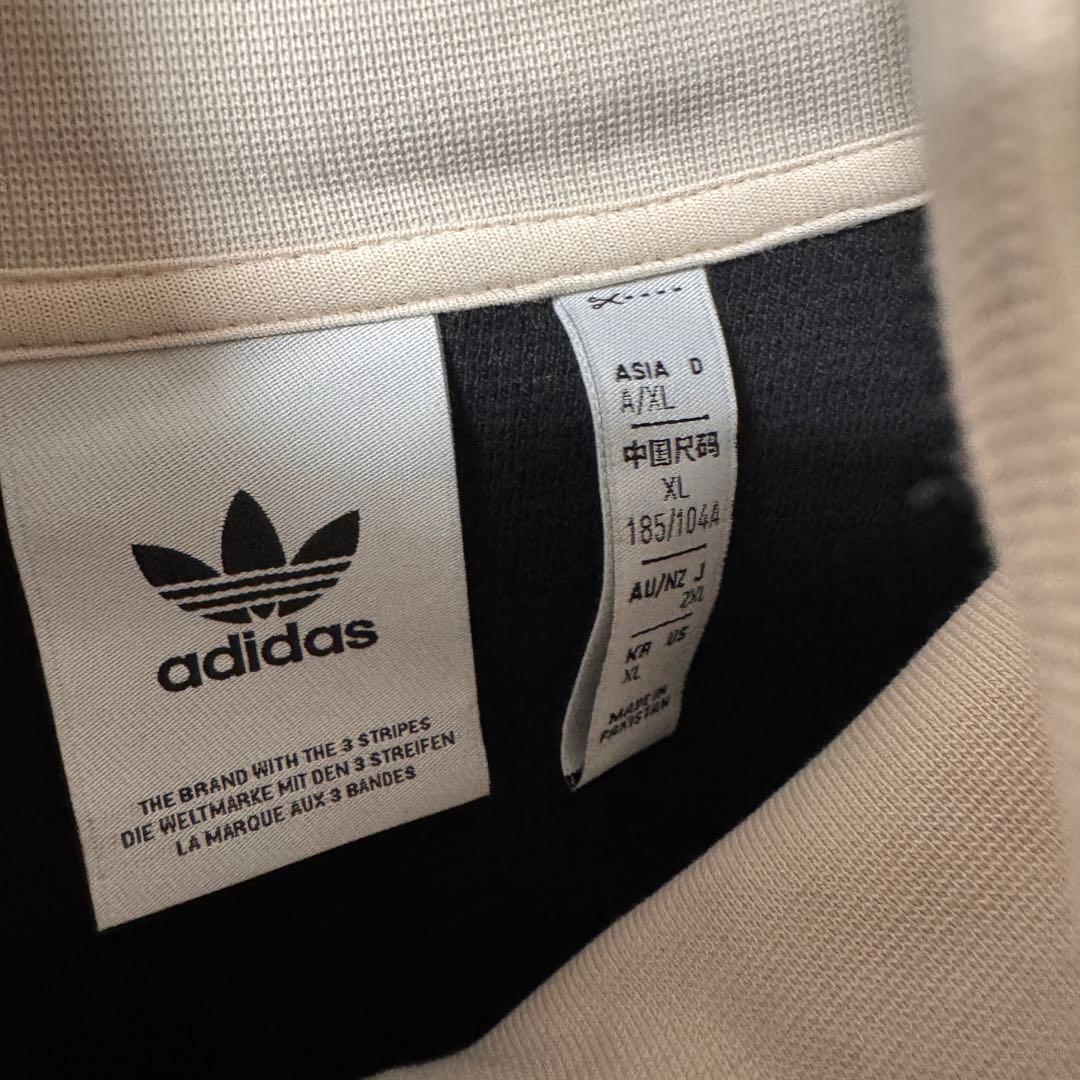 adidas
THE BRAND WITH THE 3 STRIPES
DIE WELTMARKE MIT DEN 3 STREIFEN
LA MARQUE AUX 3 BANDES
ASIA D
A/XL
中国尺码
XL
185/104A
AU/NZ J
2XL
KR US
XL
MADE IN
PAKISTAN